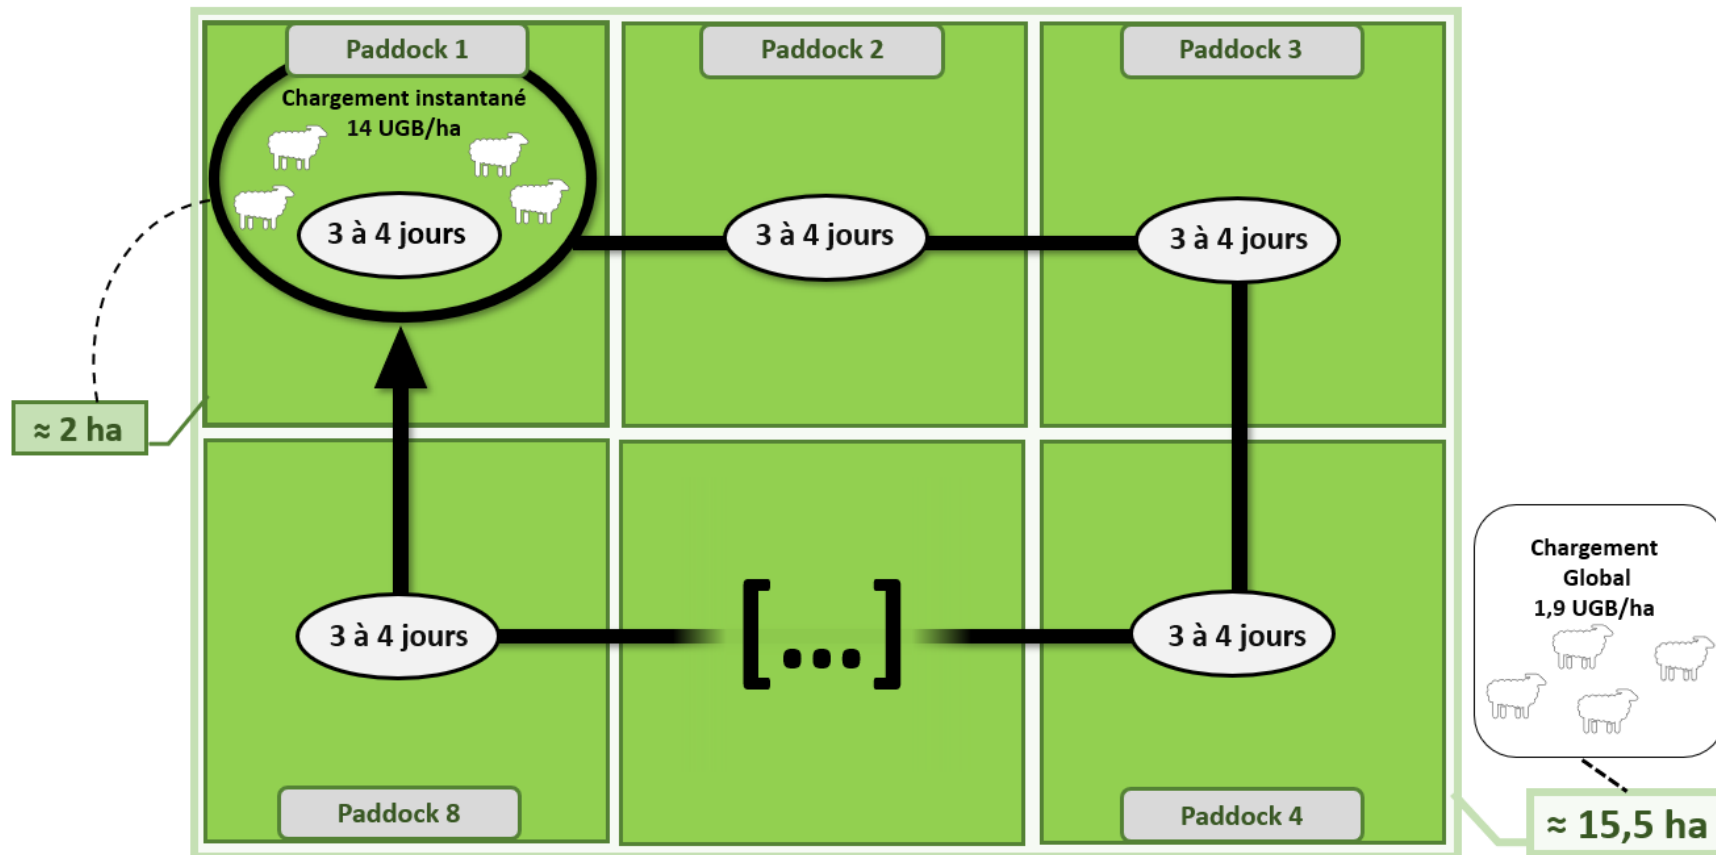 Paddock 1
Paddock 2
Paddock 3
Chargement instantané
14 UGB/ha
3 à 4 jours
3 à 4 jours
3 à 4 jours
≈ 2 ha
Chargement
Global
1,9 UGB/ha
3 à 4 jours
[...]
3 à 4 jours
Paddock 8
Paddock 4
≈ 15,5 ha